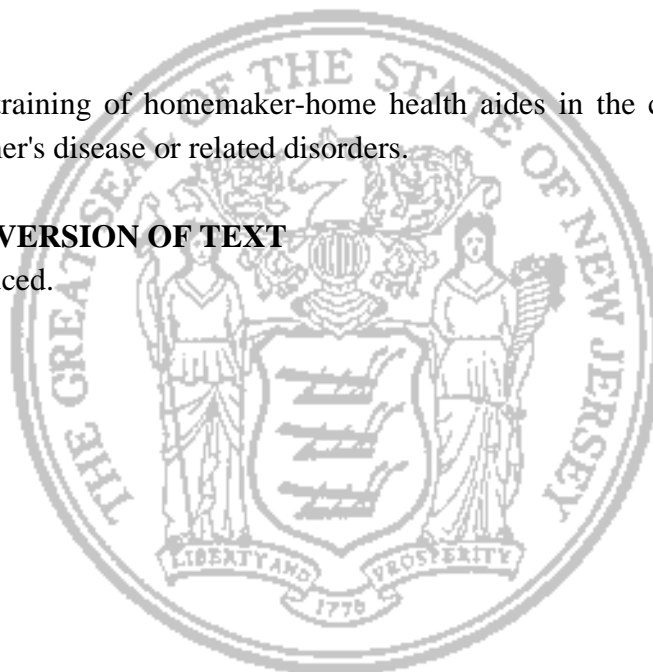 raining of homemaker-home health aides in the c
ner's disease or related disorders.
VERSION OF TEXT
uced.
THE GREAT SEAL OF THE STATE OF NEW JERSEY
LIBERTY AND PROSPERITY
1776